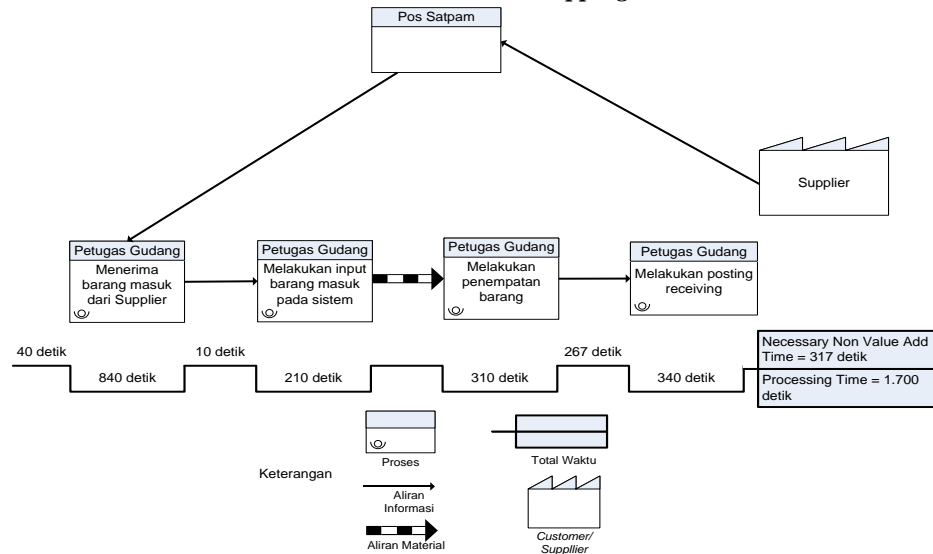 Pos Satpam
Supplier
Petugas Gudang
Menerima
barang masuk
dari Supplier
Petugas Gudang
Melakukan input
barang masuk
pada sistem
Petugas Gudang
Melakukan
penempatan
barang
Petugas Gudang
Melakukan posting
receiving
40 detik
840 detik
10 detik
210 detik
310 detik
267 detik
340 detik
Necessary Non Value Add
Time = 317 detik
Processing Time = 1.700
detik
Keterangan
Proses
Total Waktu
Aliran
Informasi
Aliran Material
Customer/
Suppllier